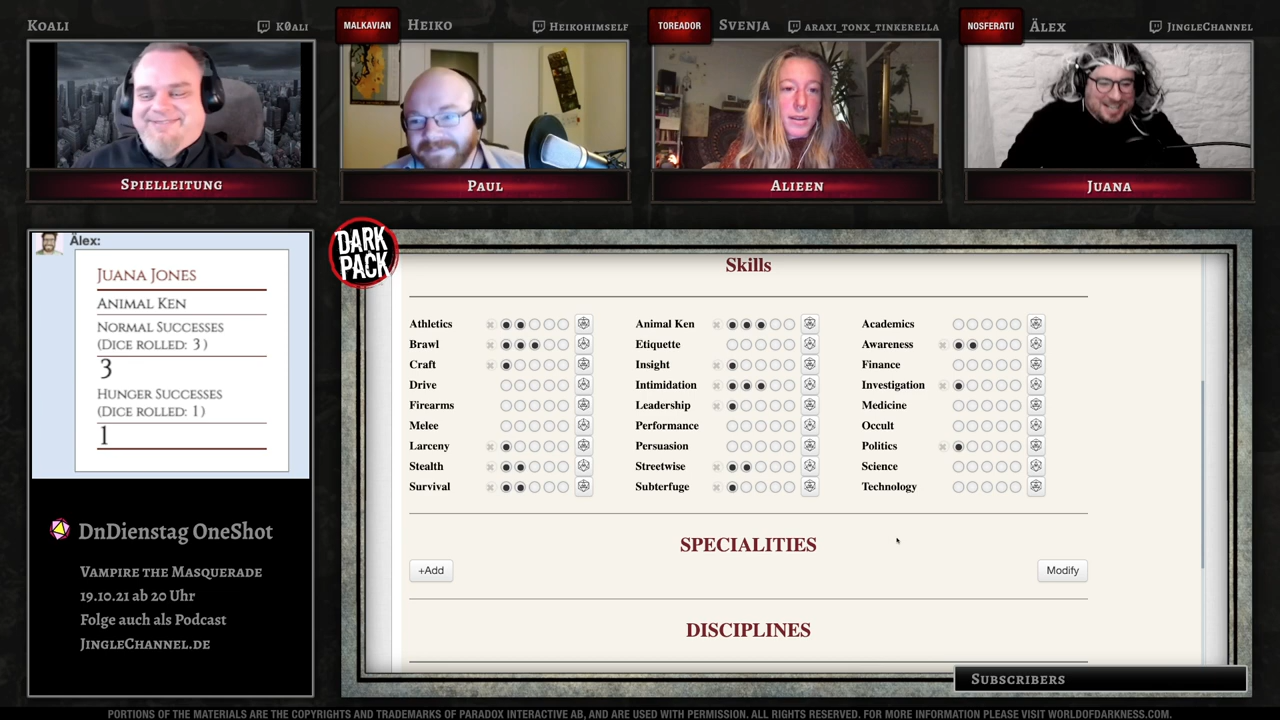 Koali
K0ali
MALKAVIAN
Heiko
Heikohimself
TOREADOR
Svenja
araxi_tonx_tinkerella
NOSFERATU
Älex
JingleChannel
Spielleitung
Paul
Alieen
Juana
Älex:
Juana Jones
Animal Ken
Normal Successes
(Dice rolled: 3 )
3
Hunger Successes
(Dice rolled: 1)
1
DnDienstag OneShot
Vampire the Masquerade
19.10.21 ab 20 Uhr
Folge auch als Podcast
JingleChannel.de
DARK
PACK
Skills
Athletics
Animal Ken
Academics
Brawl
Etiquette
Awareness
Craft
Insight
Finance
Drive
Intimidation
Investigation
Firearms
Leadership
Medicine
Melee
Performance
Occult
Larceny
Persuasion
Politics
Stealth
Streetwise
Science
Survival
Subterfuge
Technology
SPECIALITIES
+Add
Modify
DISCIPLINES
Subscribers
PORTIONS OF THE MATERIALS ARE THE COPYRIGHTS AND TRADEMARKS OF PARADOX INTERACTIVE AB, AND ARE USED WITH PERMISSION. ALL RIGHTS RESERVED. FOR MORE INFORMATION PLEASE VISIT WORLDOFDARKNESS.COM.